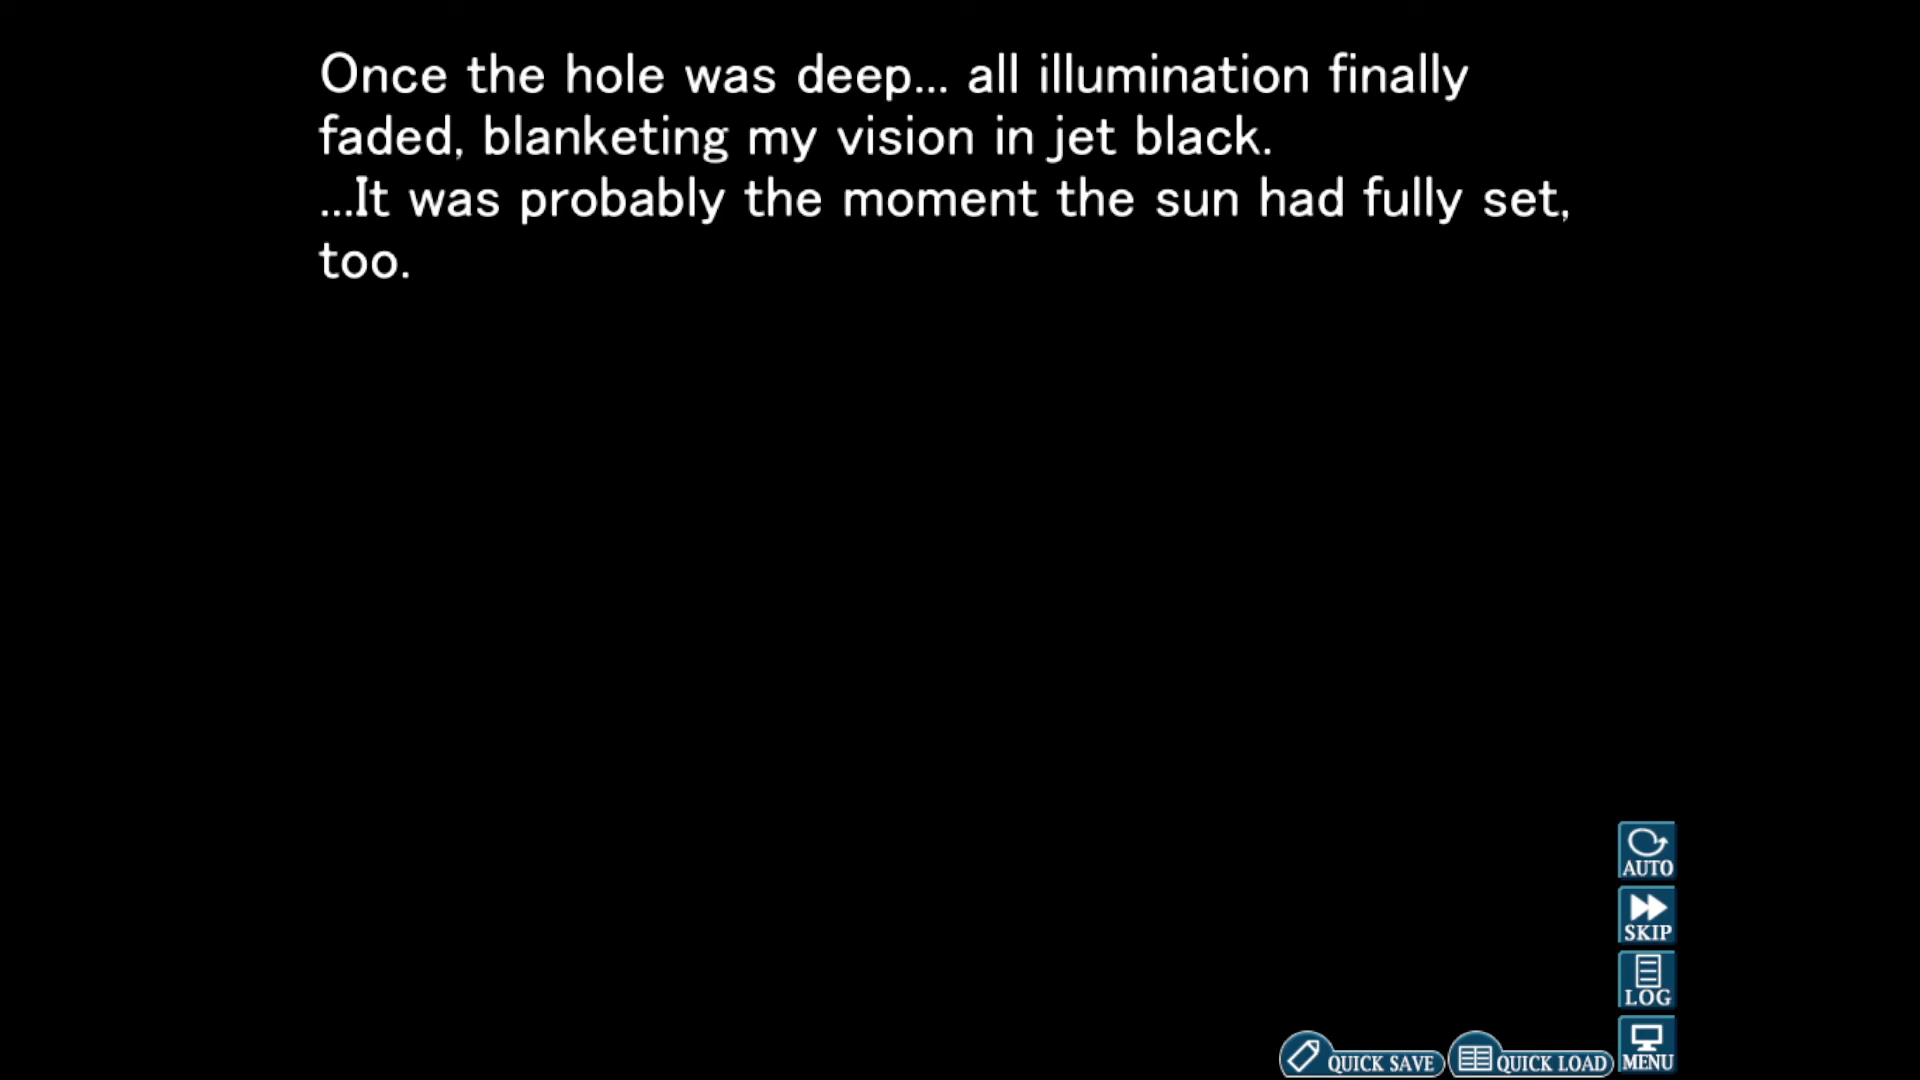 Once the hole was deep... all illumination finally
faded, blanketing my vision in jet black.
...It was probably the moment the sun had fully set,
too.
AUTO
SKIP
LOG
MENU
QUICK SAVE
QUICK LOAD